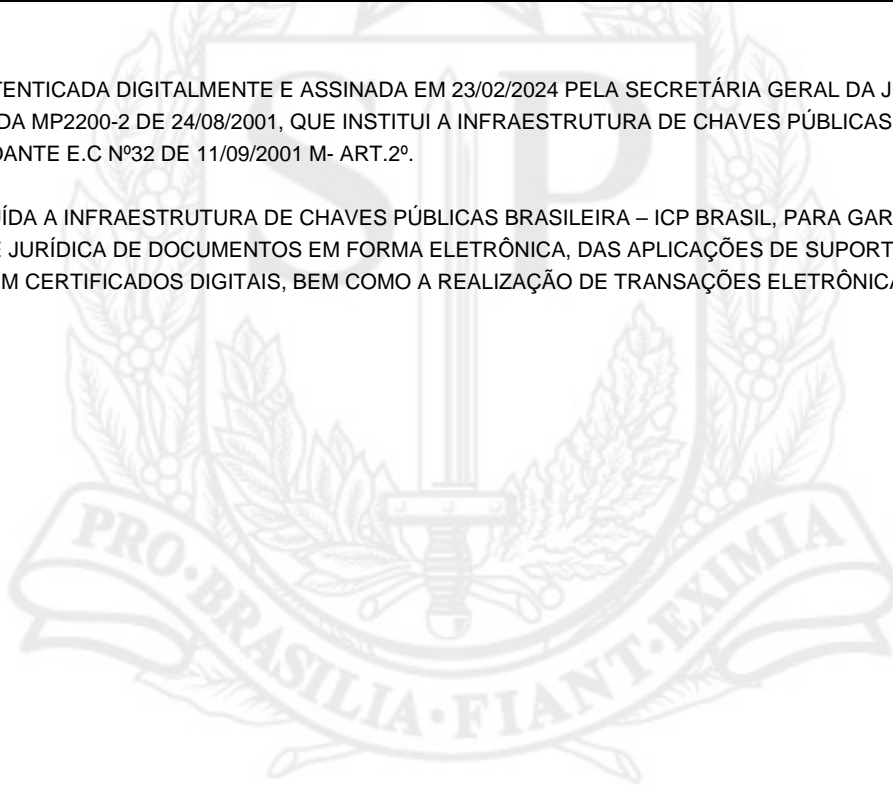 TENTICADA DIGITALMENTE E ASSINADA EM 23/02/2024 PELA SECRETÁRIA GERAL DA J
DA MP2200-2 DE 24/08/2001, QUE INSTITUI A INFRAESTRUTURA DE CHAVES PÚBLICAS
DANTE E.C Nº32 DE 11/09/2001 M- ART.2º.
ÍDA A INFRAESTRUTURA DE CHAVES PÚBLICAS BRASILEIRA – ICP BRASIL, PARA GAR
E JURÍDICA DE DOCUMENTOS EM FORMA ELETRÔNICA, DAS APLICAÇÕES DE SUPORT
M CERTIFICADOS DIGITAIS, BEM COMO A REALIZAÇÃO DE TRANSAÇÕES ELETRÔNICA
SP
PRO·BRASILIA·FIANT·EXIMIA